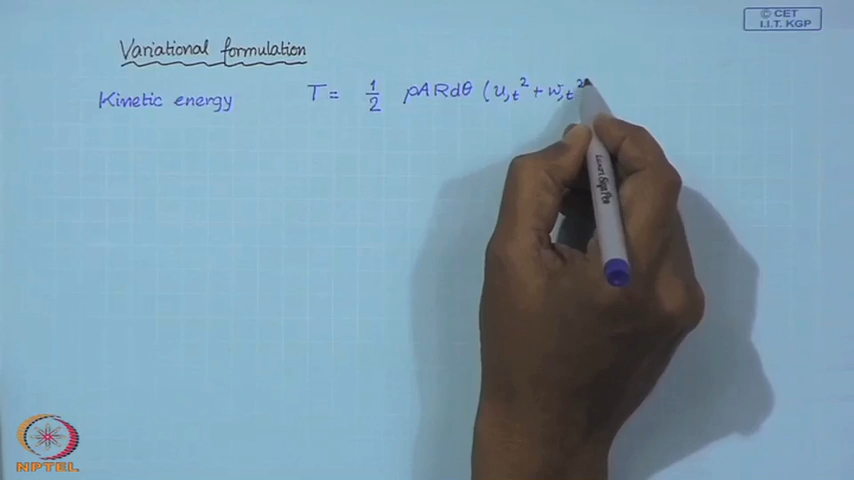 © CET
I.I.T. KGP
Variational formulation
Kinetic energy T = 1/2 ρARdθ (u,t² + w,t²
NPTEL